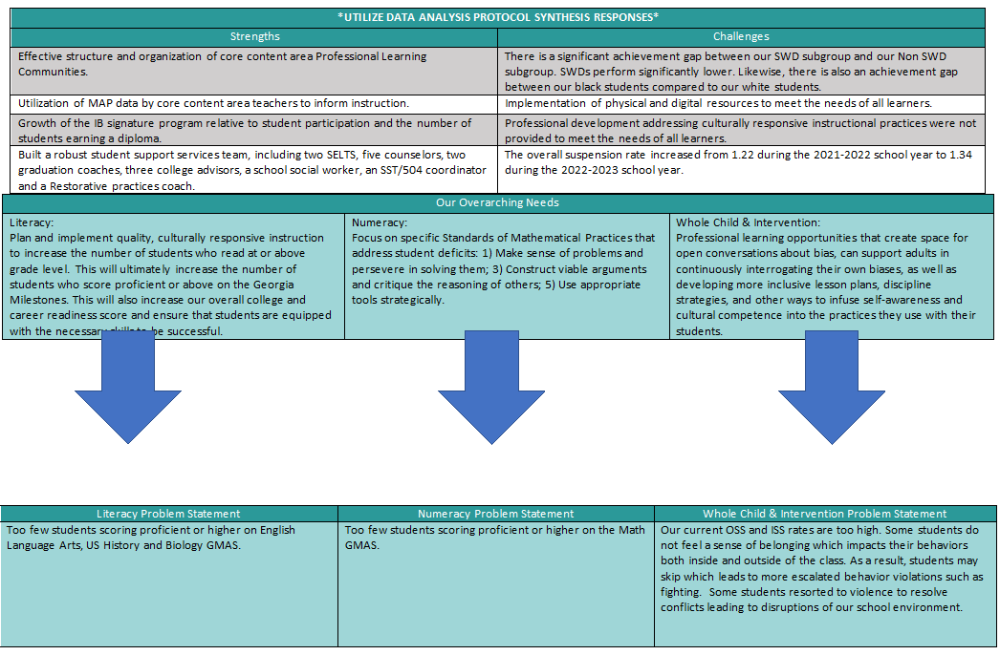 *UTILIZE DATA ANALYSIS PROTOCOL SYNTHESIS RESPONSES*
Strengths
Challenges
Effective structure and organization of core content area Professional Learning
Communities.
There is a significant achievement gap between our SWD subgroup and our Non SWD
subgroup. SWDs perform significantly lower. Likewise, there is also an achievement gap
between our black students compared to our white students.
Utilization of MAP data by core content area teachers to inform instruction.
Implementation of physical and digital resources to meet the needs of all learners.
Growth of the IB signature program relative to student participation and the number of
students earning a diploma.
Professional development addressing culturally responsive instructional practices were not
provided to meet the needs of all learners.
Built a robust student support services team, including two SELTS, five counselors, two
graduation coaches, three college advisors, a school social worker, an SST/504 coordinator
and a Restorative practices coach.
The overall suspension rate increased from 1.22 during the 2021-2022 school year to 1.34
during the 2022-2023 school year.
Our Overarching Needs
Literacy:
Plan and implement quality, culturally responsive instruction
to increase the number of students who read at or above
grade level. This will ultimately increase the number of
students who score proficient or above on the Georgia
Milestones. This will also increase our overall college and
career readiness score and ensure that students are equipped
with the necessary skills to be successful.
Numeracy:
Focus on specific Standards of Mathematical Practices that
address student deficits: 1) Make sense of problems and
persevere in solving them; 3) Construct viable arguments
and critique the reasoning of others; 5) Use appropriate
tools strategically.
Whole Child & Intervention:
Professional learning opportunities that create space for
open conversations about bias, can support adults in
continuously interrogating their own biases, as well as
developing more inclusive lesson plans, discipline
strategies, and other ways to infuse self-awareness and
cultural competence into the practices they use with their
students.
Literacy Problem Statement
Numeracy Problem Statement
Whole Child & Intervention Problem Statement
Too few students scoring proficient or higher on English
Language Arts, US History and Biology GMAS.
Too few students scoring proficient or higher on the Math
GMAS.
Our current OSS and ISS rates are too high. Some students do
not feel a sense of belonging which impacts their behaviors
both inside and outside of the class. As a result, students may
skip which leads to more escalated behavior violations such as
fighting.  Some students resorted to violence to resolve
conflicts leading to disruptions of our school environment.